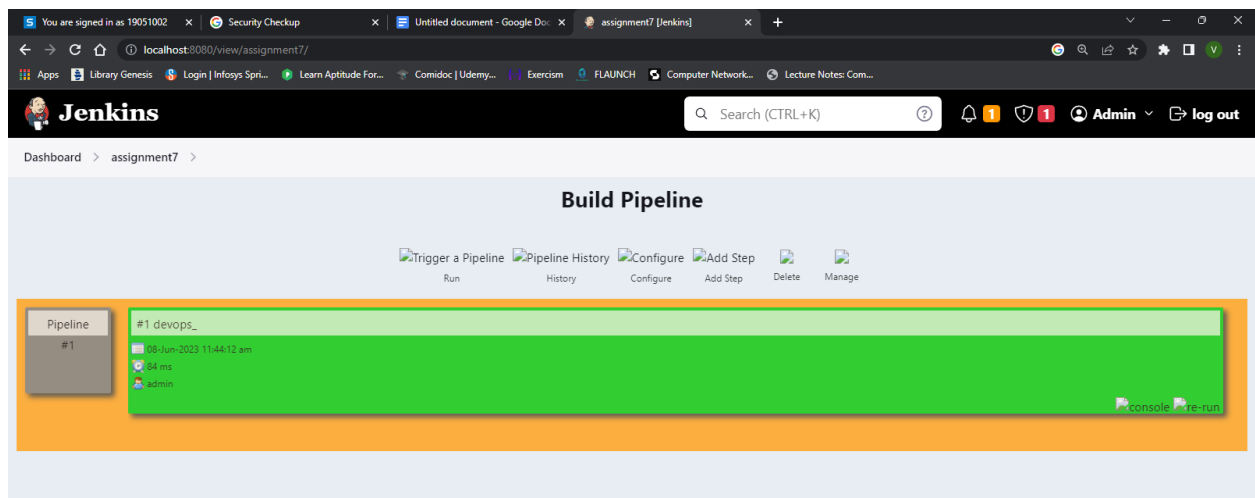 You are signed in as 19051002
Security Checkup
Untitled document - Google Doc
assignment7 [Jenkins]
localhost:8080/view/assignment7/
V
Apps
Library Genesis
Login | Infosys Spri...
Learn Aptitude For...
Comidoc | Udemy...
Exercism
FLAUNCH
Computer Network...
Lecture Notes: Com...
Jenkins
Search (CTRL+K)
1
1
Admin
log out
Dashboard > assignment7 >
Build Pipeline
Trigger a Pipeline
Pipeline History
Configure
Add Step
Run
History
Configure
Add Step
Delete
Manage
Pipeline
#1
#1 devops_
08-Jun-2023 11:44:12 am
84 ms
admin
console
re-run